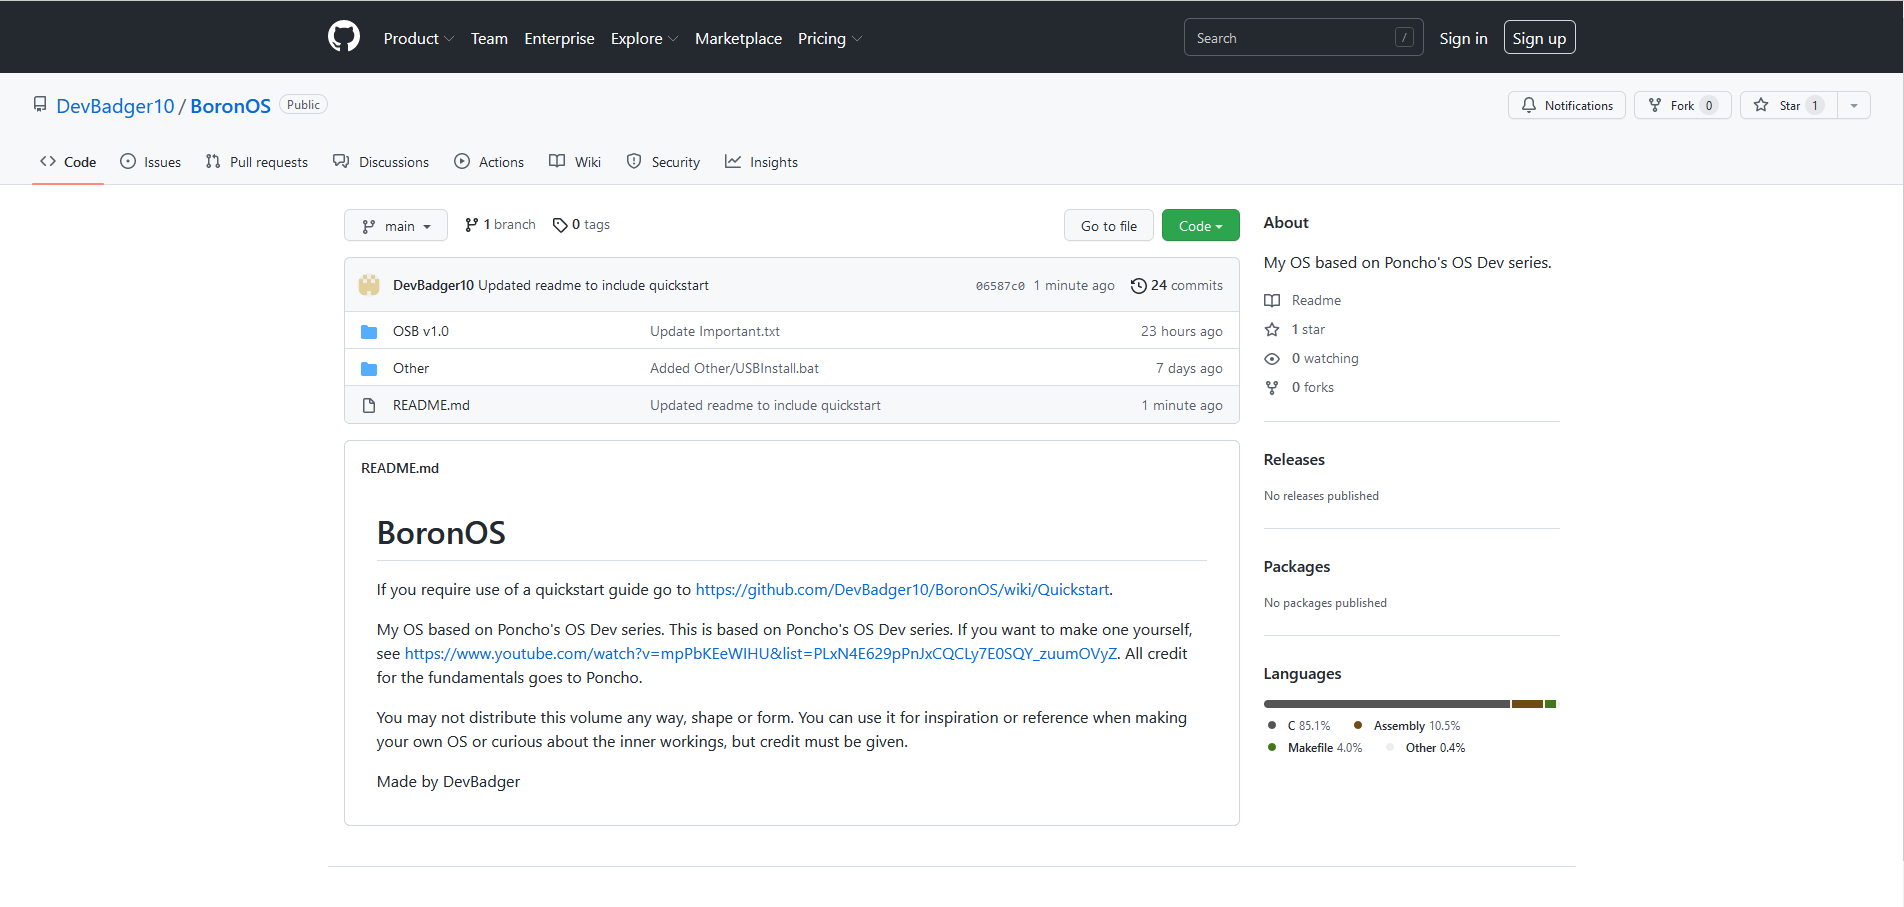 Product Team Enterprise Explore Marketplace Pricing Search / Sign in Sign up
DevBadger10 / BoronOS Public Notifications Fork 0 Star 1
Code Issues Pull requests Discussions Actions Wiki Security Insights
main 1 branch 0 tags Go to file Code
DevBadger10 Updated readme to include quickstart 06587c0 1 minute ago 24 commits
OSB v1.0 Update Important.txt 23 hours ago
Other Added Other/USBInstall.bat 7 days ago
README.md Updated readme to include quickstart 1 minute ago
README.md
BoronOS
If you require use of a quickstart guide go to https://github.com/DevBadger10/BoronOS/wiki/Quickstart.
My OS based on Poncho's OS Dev series. This is based on Poncho's OS Dev series. If you want to make one yourself,
see https://www.youtube.com/watch?v=mpPbKEeWIHU&list=PLxN4E629pPnJxCQCLy7E0SQY_zuumOVyZ. All credit
for the fundamentals goes to Poncho.
You may not distribute this volume any way, shape or form. You can use it for inspiration or reference when making
your own OS or curious about the inner workings, but credit must be given.
Made by DevBadger
About
My OS based on Poncho's OS Dev series.
Readme
1 star
0 watching
0 forks
Releases
No releases published
Packages
No packages published
Languages
C 85.1% Assembly 10.5%
Makefile 4.0% Other 0.4%